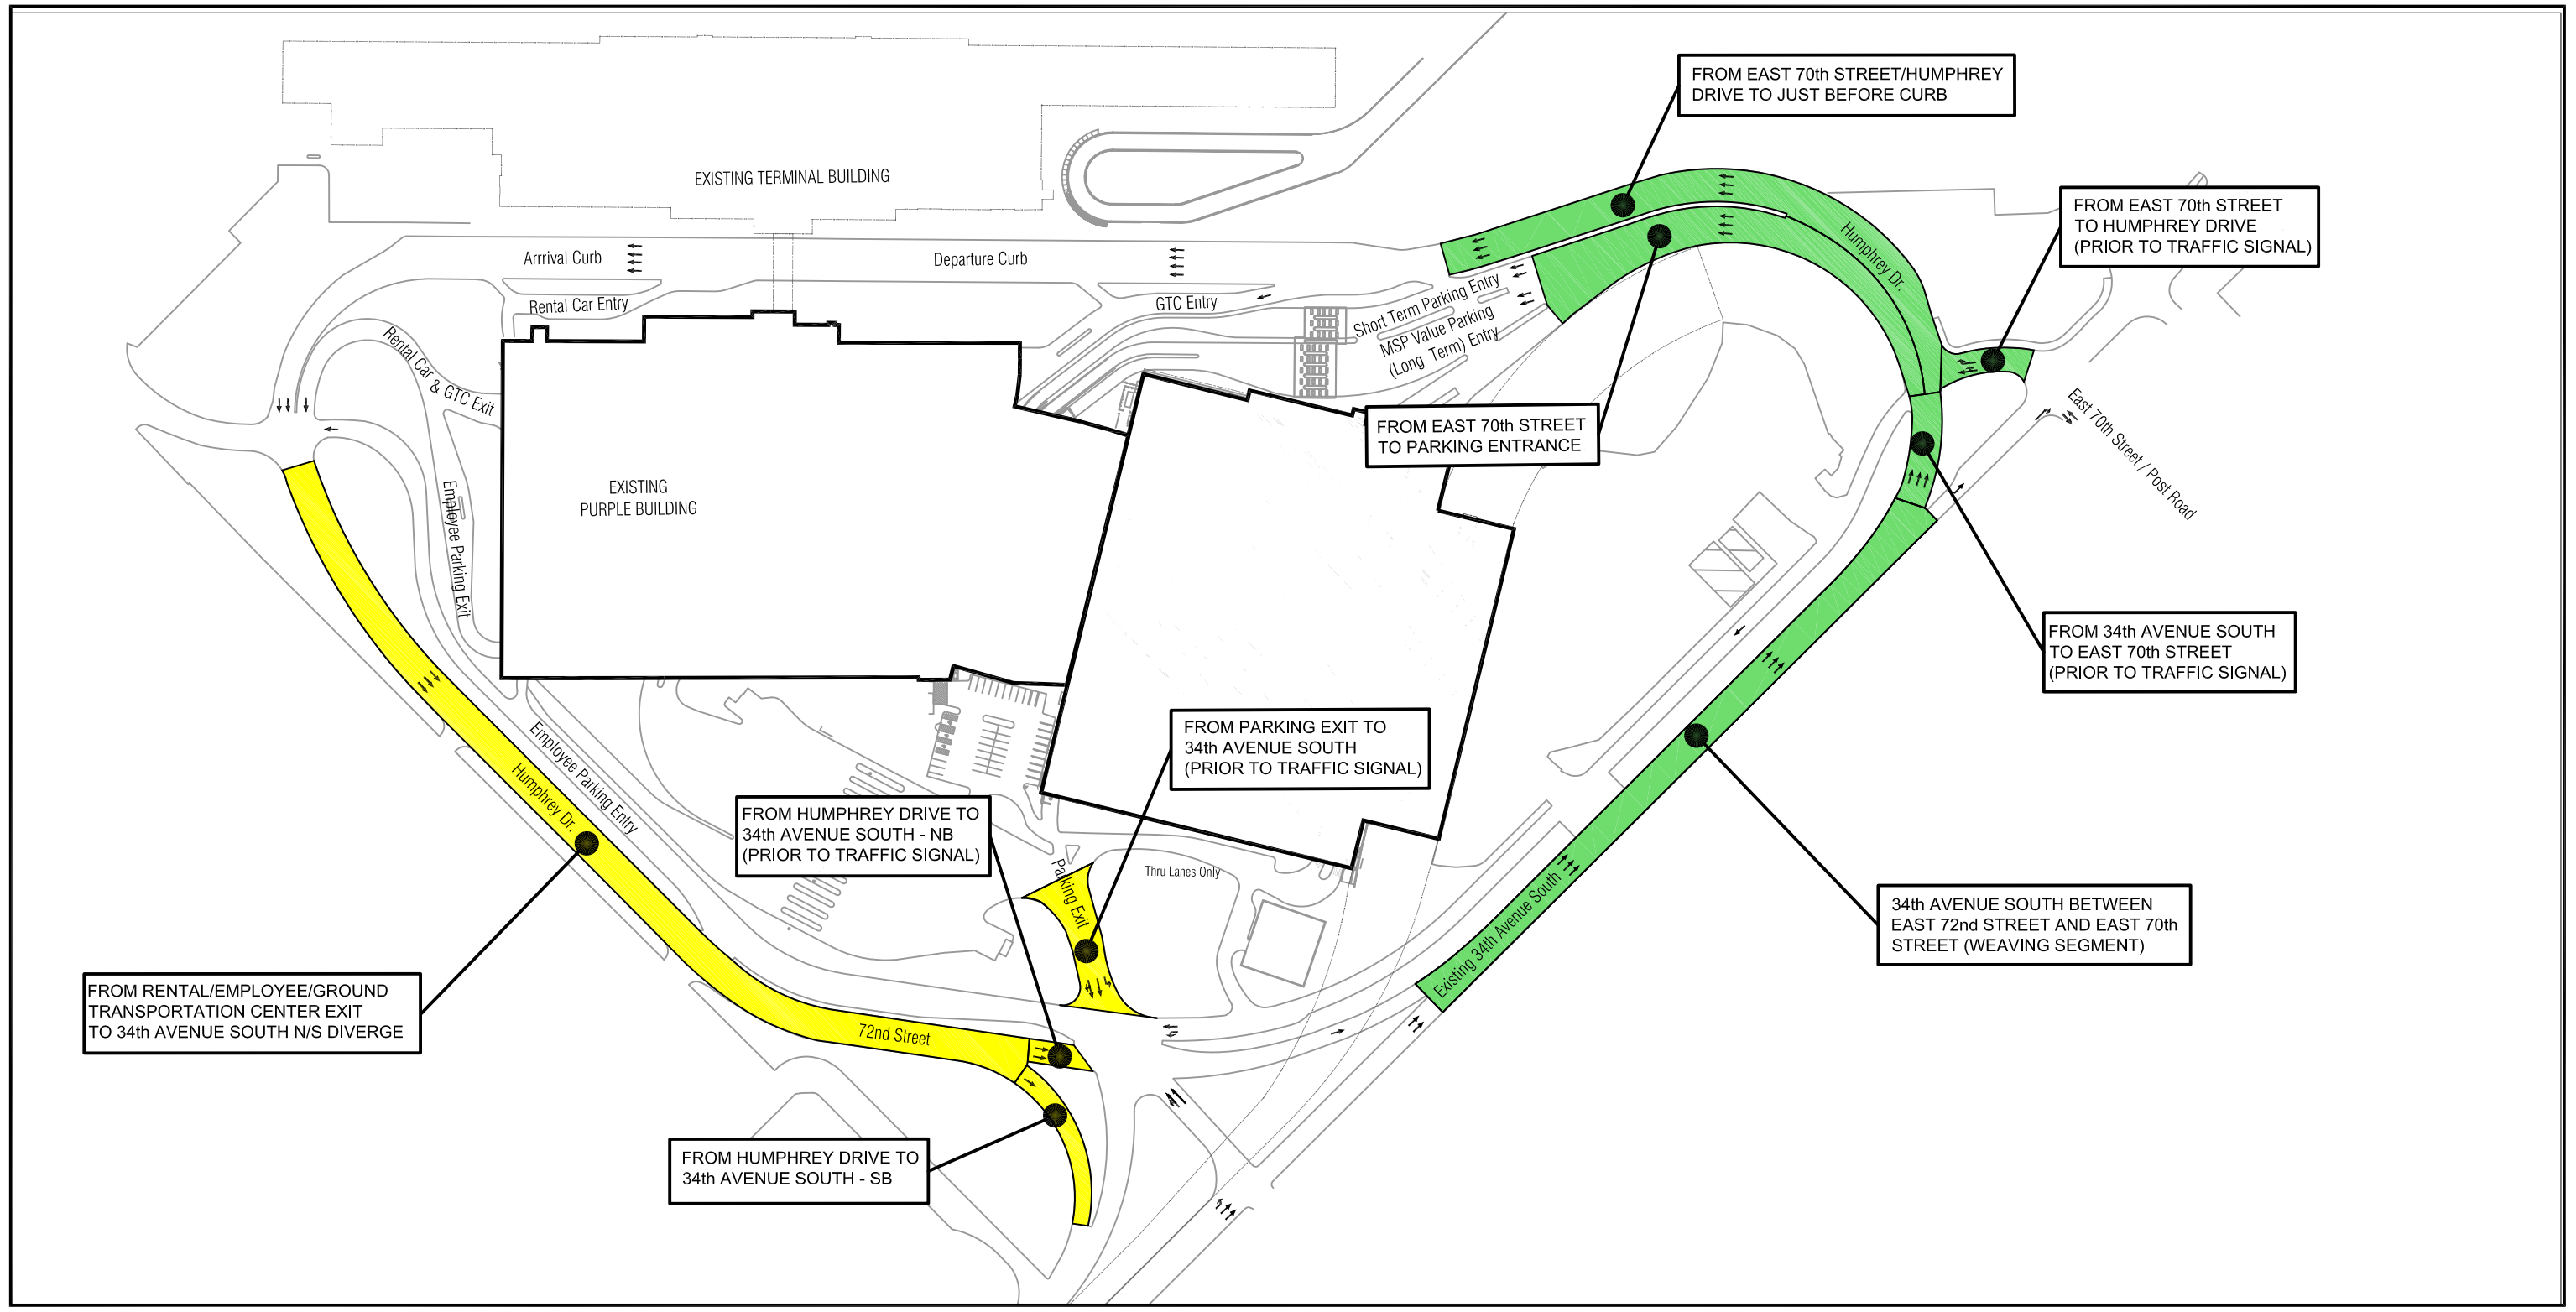 FROM EAST 70th STREET/HUMPHREY
DRIVE TO JUST BEFORE CURB
EXISTING TERMINAL BUILDING
FROM EAST 70th STREET
TO HUMPHREY DRIVE
(PRIOR TO TRAFFIC SIGNAL)
Humphrey Dr.
Arrrival Curb
Departure Curb
Rental Car Entry
GTC Entry
Short Term Parking Entry
MSP Value Parking
(Long Term) Entry
Rental Car & GTC Exit
East 70th Street / Post Road
FROM EAST 70th STREET
TO PARKING ENTRANCE
EXISTING
PURPLE BUILDING
Employee Parking Exit
FROM 34th AVENUE SOUTH
TO EAST 70th STREET
(PRIOR TO TRAFFIC SIGNAL)
FROM PARKING EXIT TO
34th AVENUE SOUTH
(PRIOR TO TRAFFIC SIGNAL)
Employee Parking Entry
Humphrey Dr.
FROM HUMPHREY DRIVE TO
34th AVENUE SOUTH - NB
(PRIOR TO TRAFFIC SIGNAL)
Parking Exit
Thru Lanes Only
Existing 34th Avenue South
34th AVENUE SOUTH BETWEEN
EAST 72nd STREET AND EAST 70th
STREET (WEAVING SEGMENT)
FROM RENTAL/EMPLOYEE/GROUND
TRANSPORTATION CENTER EXIT
TO 34th AVENUE SOUTH N/S DIVERGE
72nd Street
FROM HUMPHREY DRIVE TO
34th AVENUE SOUTH - SB